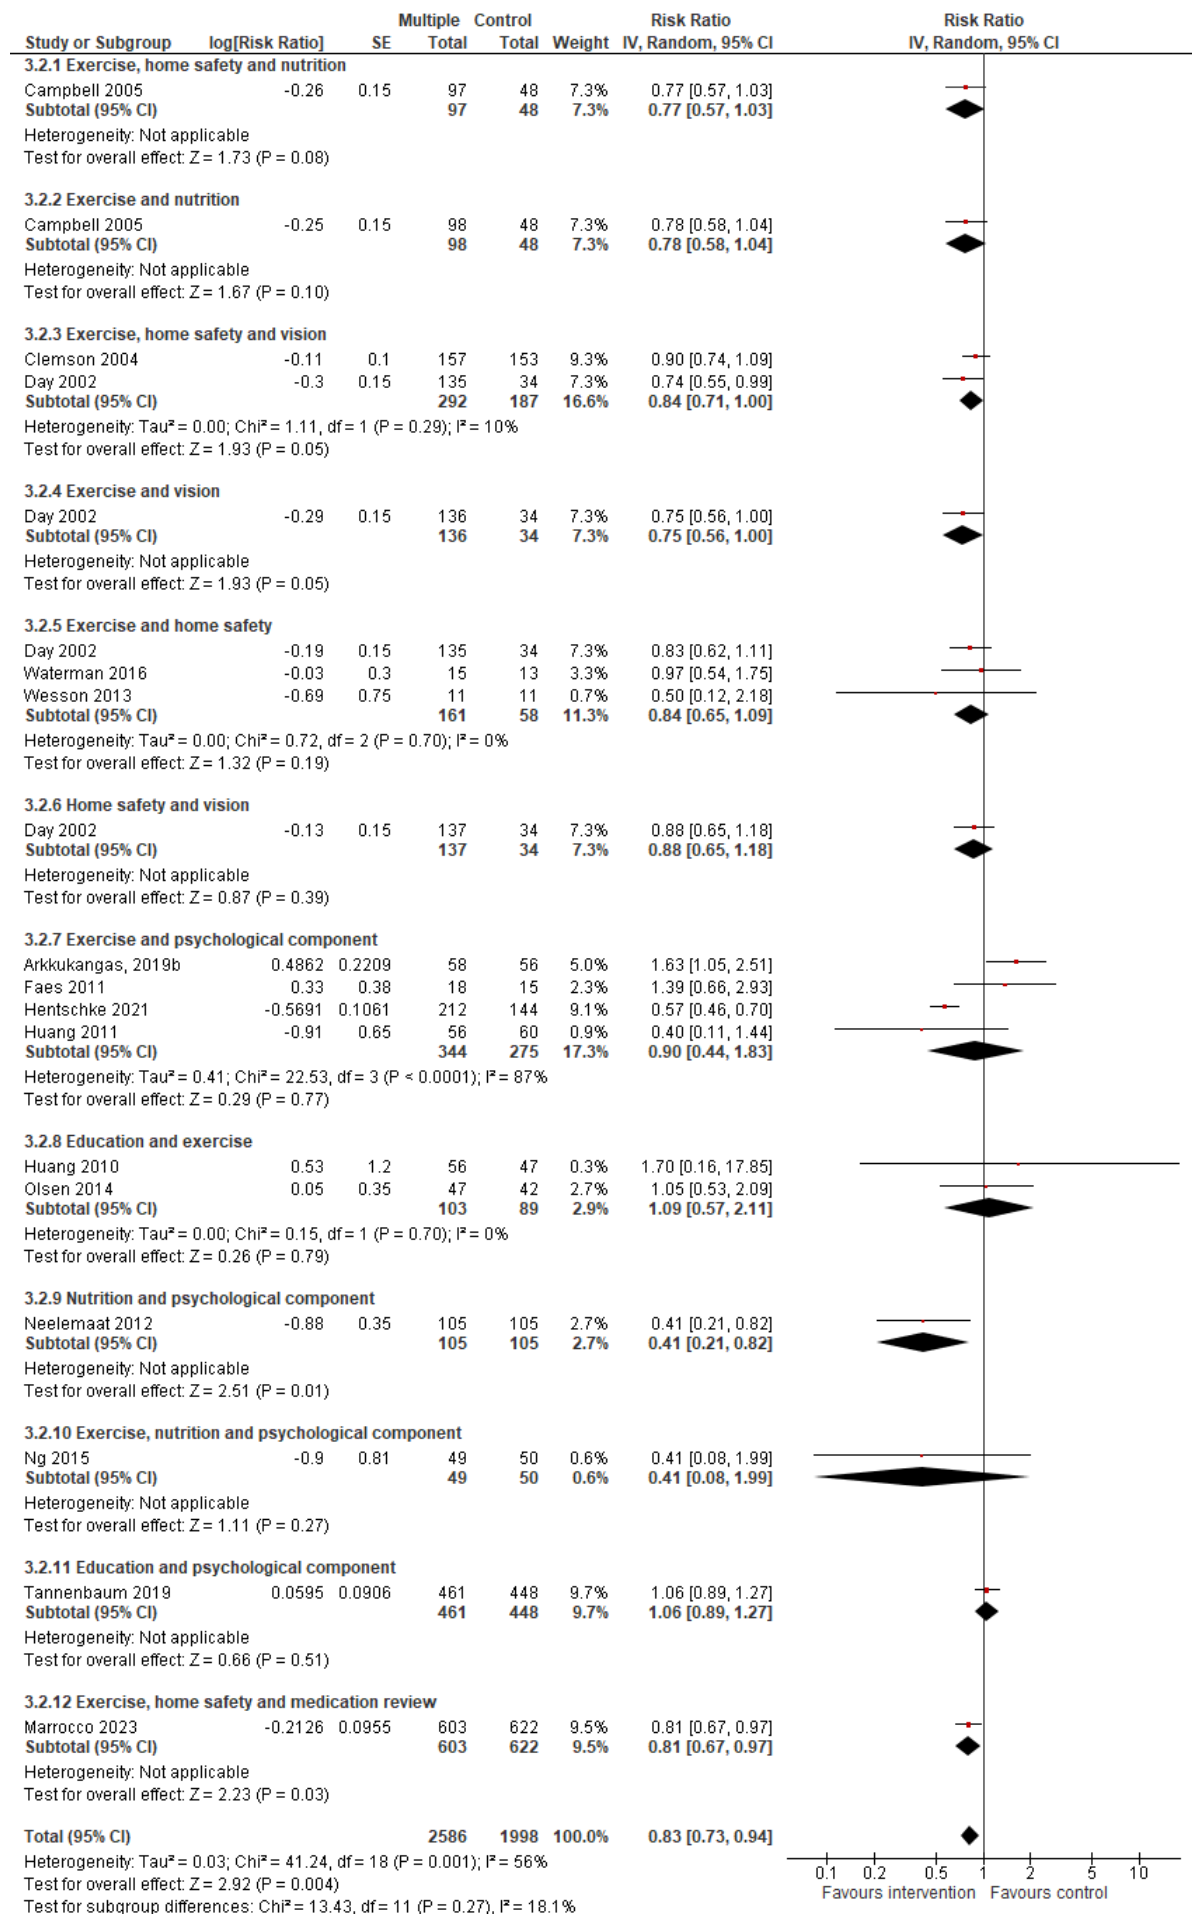 Multiple Control Risk Ratio Risk Ratio
Study or Subgroup log[Risk Ratio] SE Total Total Weight IV, Random, 95% CI IV, Random, 95% CI
3.2.1 Exercise, home safety and nutrition
Campbell 2005 -0.26 0.15 97 48 7.3% 0.77 [0.57, 1.03]
Subtotal (95% CI) 97 48 7.3% 0.77 [0.57, 1.03]
Heterogeneity: Not applicable
Test for overall effect: Z = 1.73 (P = 0.08)
3.2.2 Exercise and nutrition
Campbell 2005 -0.25 0.15 98 48 7.3% 0.78 [0.58, 1.04]
Subtotal (95% CI) 98 48 7.3% 0.78 [0.58, 1.04]
Heterogeneity: Not applicable
Test for overall effect: Z = 1.67 (P = 0.10)
3.2.3 Exercise, home safety and vision
Clemson 2004 -0.11 0.1 157 153 9.3% 0.90 [0.74, 1.09]
Day 2002 -0.3 0.15 135 34 7.3% 0.74 [0.55, 0.99]
Subtotal (95% CI) 292 187 16.6% 0.84 [0.71, 1.00]
Heterogeneity: Tau² = 0.00; Chi² = 1.11, df = 1 (P = 0.29); I² = 10%
Test for overall effect: Z = 1.93 (P = 0.05)
3.2.4 Exercise and vision
Day 2002 -0.29 0.15 136 34 7.3% 0.75 [0.56, 1.00]
Subtotal (95% CI) 136 34 7.3% 0.75 [0.56, 1.00]
Heterogeneity: Not applicable
Test for overall effect: Z = 1.93 (P = 0.05)
3.2.5 Exercise and home safety
Day 2002 -0.19 0.15 135 34 7.3% 0.83 [0.62, 1.11]
Waterman 2016 -0.03 0.3 15 13 3.3% 0.97 [0.54, 1.75]
Wesson 2013 -0.69 0.75 11 11 0.7% 0.50 [0.12, 2.18]
Subtotal (95% CI) 161 58 11.3% 0.84 [0.65, 1.09]
Heterogeneity: Tau² = 0.00; Chi² = 0.72, df = 2 (P = 0.70); I² = 0%
Test for overall effect: Z = 1.32 (P = 0.19)
3.2.6 Home safety and vision
Day 2002 -0.13 0.15 137 34 7.3% 0.88 [0.65, 1.18]
Subtotal (95% CI) 137 34 7.3% 0.88 [0.65, 1.18]
Heterogeneity: Not applicable
Test for overall effect: Z = 0.87 (P = 0.39)
3.2.7 Exercise and psychological component
Arkkukangas, 2019b 0.4862 0.2209 58 56 5.0% 1.63 [1.05, 2.51]
Faes 2011 0.33 0.38 18 15 2.3% 1.39 [0.66, 2.93]
Hentschke 2021 -0.5691 0.1061 212 144 9.1% 0.57 [0.46, 0.70]
Huang 2011 -0.91 0.65 56 60 0.9% 0.40 [0.11, 1.44]
Subtotal (95% CI) 344 275 17.3% 0.90 [0.44, 1.83]
Heterogeneity: Tau² = 0.41; Chi² = 22.53, df = 3 (P < 0.0001); I² = 87%
Test for overall effect: Z = 0.29 (P = 0.77)
3.2.8 Education and exercise
Huang 2010 0.53 1.2 56 47 0.3% 1.70 [0.16, 17.85]
Olsen 2014 0.05 0.35 47 42 2.7% 1.05 [0.53, 2.09]
Subtotal (95% CI) 103 89 2.9% 1.09 [0.57, 2.11]
Heterogeneity: Tau² = 0.00; Chi² = 0.15, df = 1 (P = 0.70); I² = 0%
Test for overall effect: Z = 0.26 (P = 0.79)
3.2.9 Nutrition and psychological component
Neelemaat 2012 -0.88 0.35 105 105 2.7% 0.41 [0.21, 0.82]
Subtotal (95% CI) 105 105 2.7% 0.41 [0.21, 0.82]
Heterogeneity: Not applicable
Test for overall effect: Z = 2.51 (P = 0.01)
3.2.10 Exercise, nutrition and psychological component
Ng 2015 -0.9 0.81 49 50 0.6% 0.41 [0.08, 1.99]
Subtotal (95% CI) 49 50 0.6% 0.41 [0.08, 1.99]
Heterogeneity: Not applicable
Test for overall effect: Z = 1.11 (P = 0.27)
3.2.11 Education and psychological component
Tannenbaum 2019 0.0595 0.0906 461 448 9.7% 1.06 [0.89, 1.27]
Subtotal (95% CI) 461 448 9.7% 1.06 [0.89, 1.27]
Heterogeneity: Not applicable
Test for overall effect: Z = 0.66 (P = 0.51)
3.2.12 Exercise, home safety and medication review
Marrocco 2023 -0.2126 0.0955 603 622 9.5% 0.81 [0.67, 0.97]
Subtotal (95% CI) 603 622 9.5% 0.81 [0.67, 0.97]
Heterogeneity: Not applicable
Test for overall effect: Z = 2.23 (P = 0.03)
Total (95% CI) 2586 1998 100.0% 0.83 [0.73, 0.94]
Heterogeneity: Tau² = 0.03; Chi² = 41.24, df = 18 (P = 0.001); I² = 56%
Test for overall effect: Z = 2.92 (P = 0.004)
Test for subgroup differences: Chi² = 13.43, df = 11 (P = 0.27), I² = 18.1%
0.1 0.2 0.5 1 2 5 10
Favours intervention Favours control